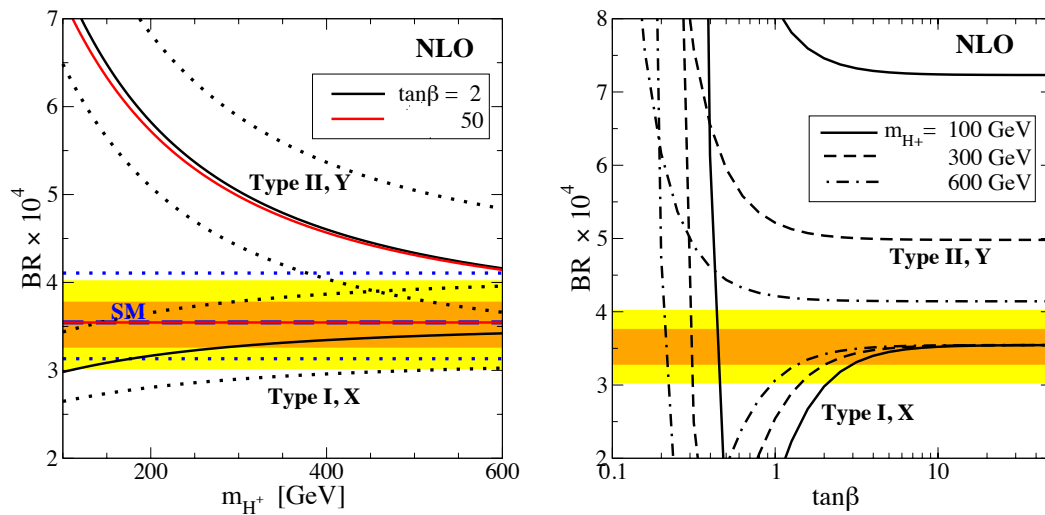 7
6
5
4
3
2
BR × 10⁴
NLO
tanβ = 2
50
Type II, Y
SM
Type I, X
200
400
600
m_H⁺ [GeV]
8
7
6
5
4
3
2
BR × 10⁴
NLO
m_H+ = 100 GeV
300 GeV
600 GeV
Type II, Y
Type I, X
0.1
1
10
tanβ